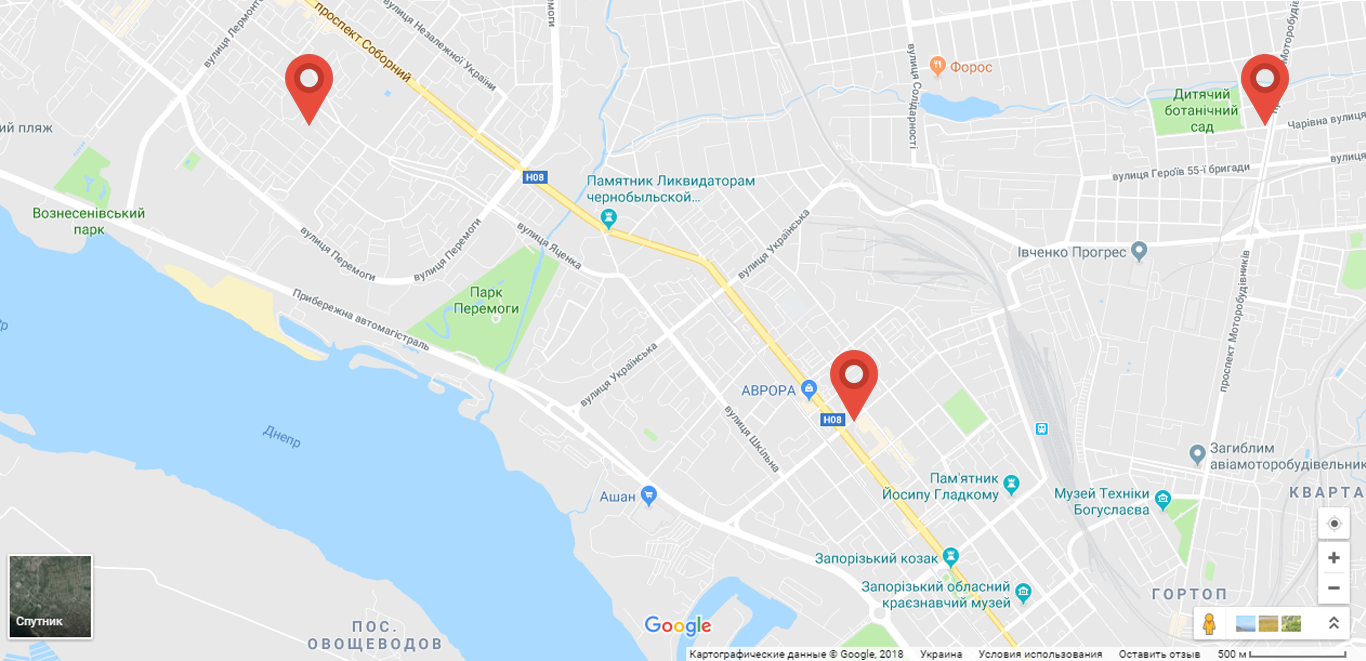 вулиця Лермонт
проспект Соборний
вулиця Незалежної України
моги
вулиця Солідарності
Форос
Моторобудів
Дитячий
ботанічний
сад
Чарівна вулиця
ий пляж
вулиця Героїв 55-ї бригади
вулиця
H08
Памятник Ликвидаторам
чернобыльской...
Вознесенівський
парк
вулиця Перемоги
вулиця Перемоги
вулиця Яценка
вулиця Українська
Івченко Прогрес
Парк
Перемоги
Прибережна автомагістраль
проспект Моторобудівників
вулиця Українська
АВРОРА
H08
вулиця Шкільна
Днепр
Загиблим
авіамоторобудівельник
Пам'ятник
Йосипу Гладкому
Музей Техніки
Богуслаєва
КВАРТА
Ашан
Запорізький козак
Запорізький обласний
краєзнавчий музей
ГОРТОП
Спутник
ПОС.
ОВОЩЕВОДОВ
Google
Картографические данные © Google, 2018 Украина Условия использования Оставить отзыв 500 м